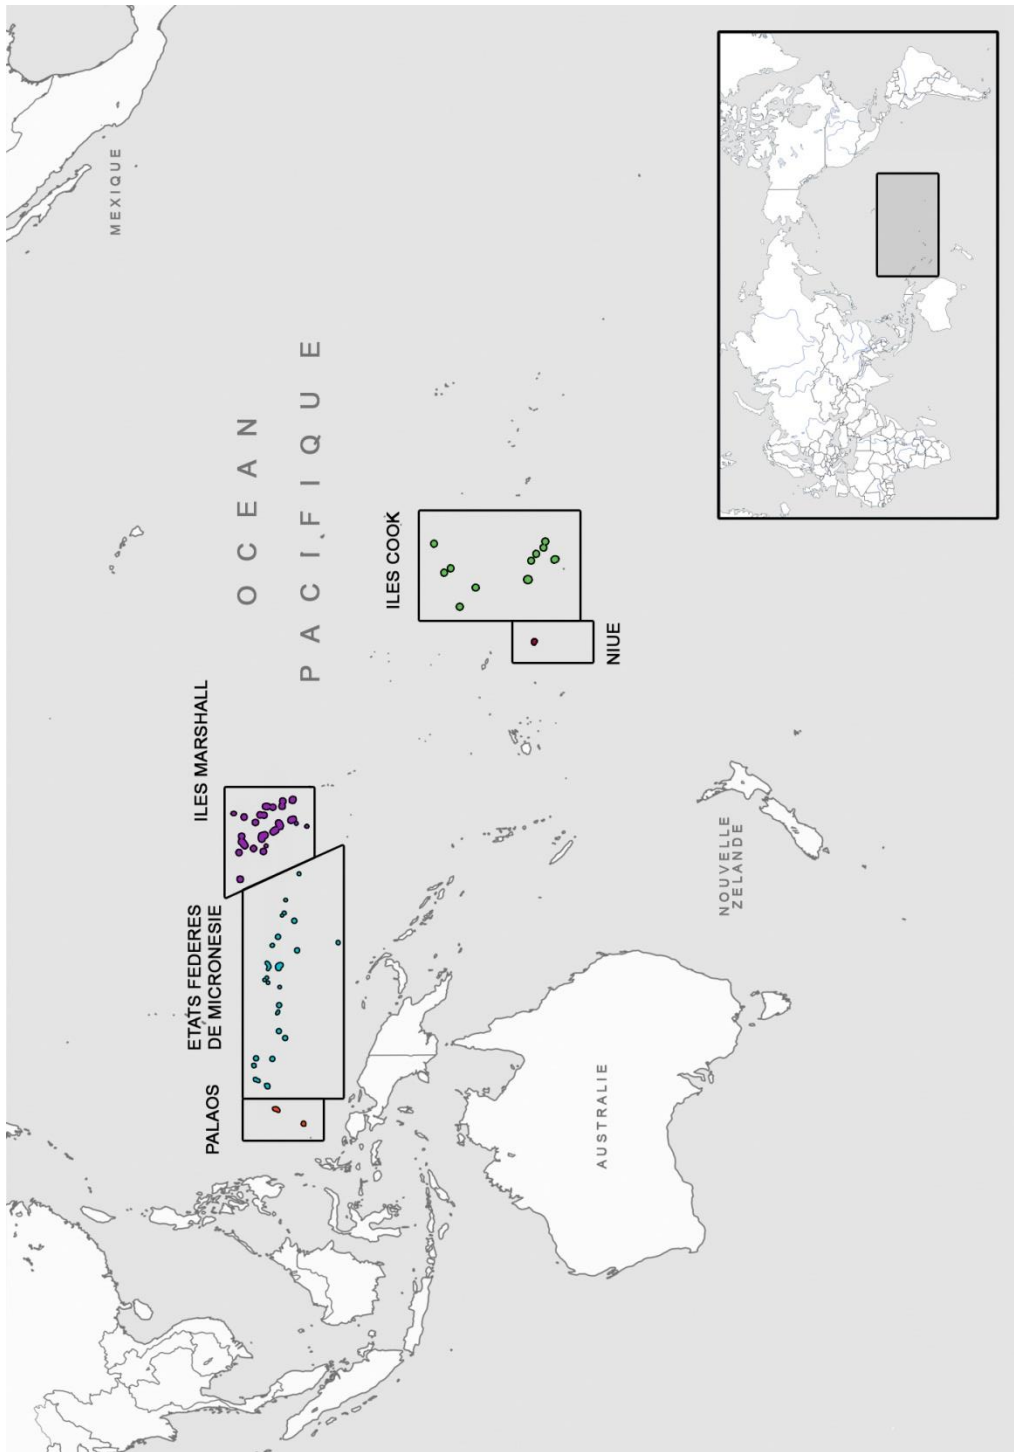 MEXIQUE
OCEAN
PACIFIQUE
ILES MARSHALL
ETATS FEDERES
DE MICRONESIE
PALAOS
ILES COOK
NIUE
AUSTRALIE
NOUVELLE
ZELANDE